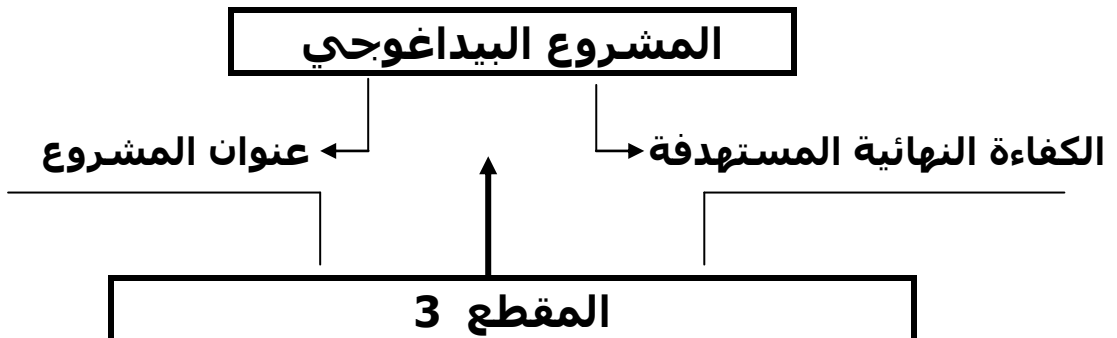 المشروع البيداغوجي
الكفاءة النهائية المستهدفة
عنوان المشروع
المقطع 3